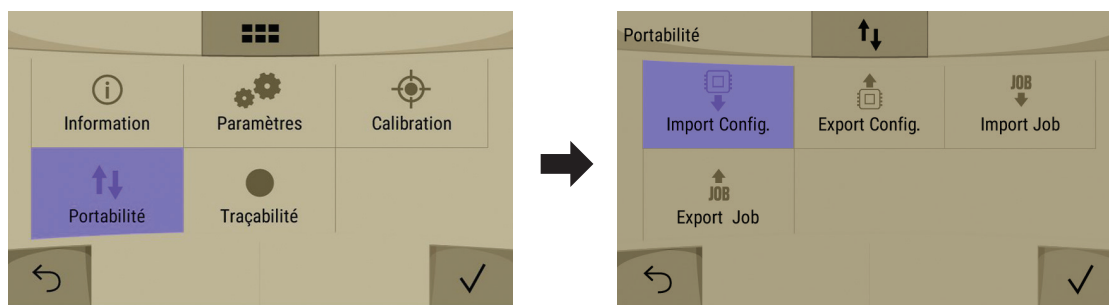 Information
Paramètres
Calibration
Portabilité
Traçabilité
Portabilité
Import Config.
Export Config.
JOB
Import Job
JOB
Export Job